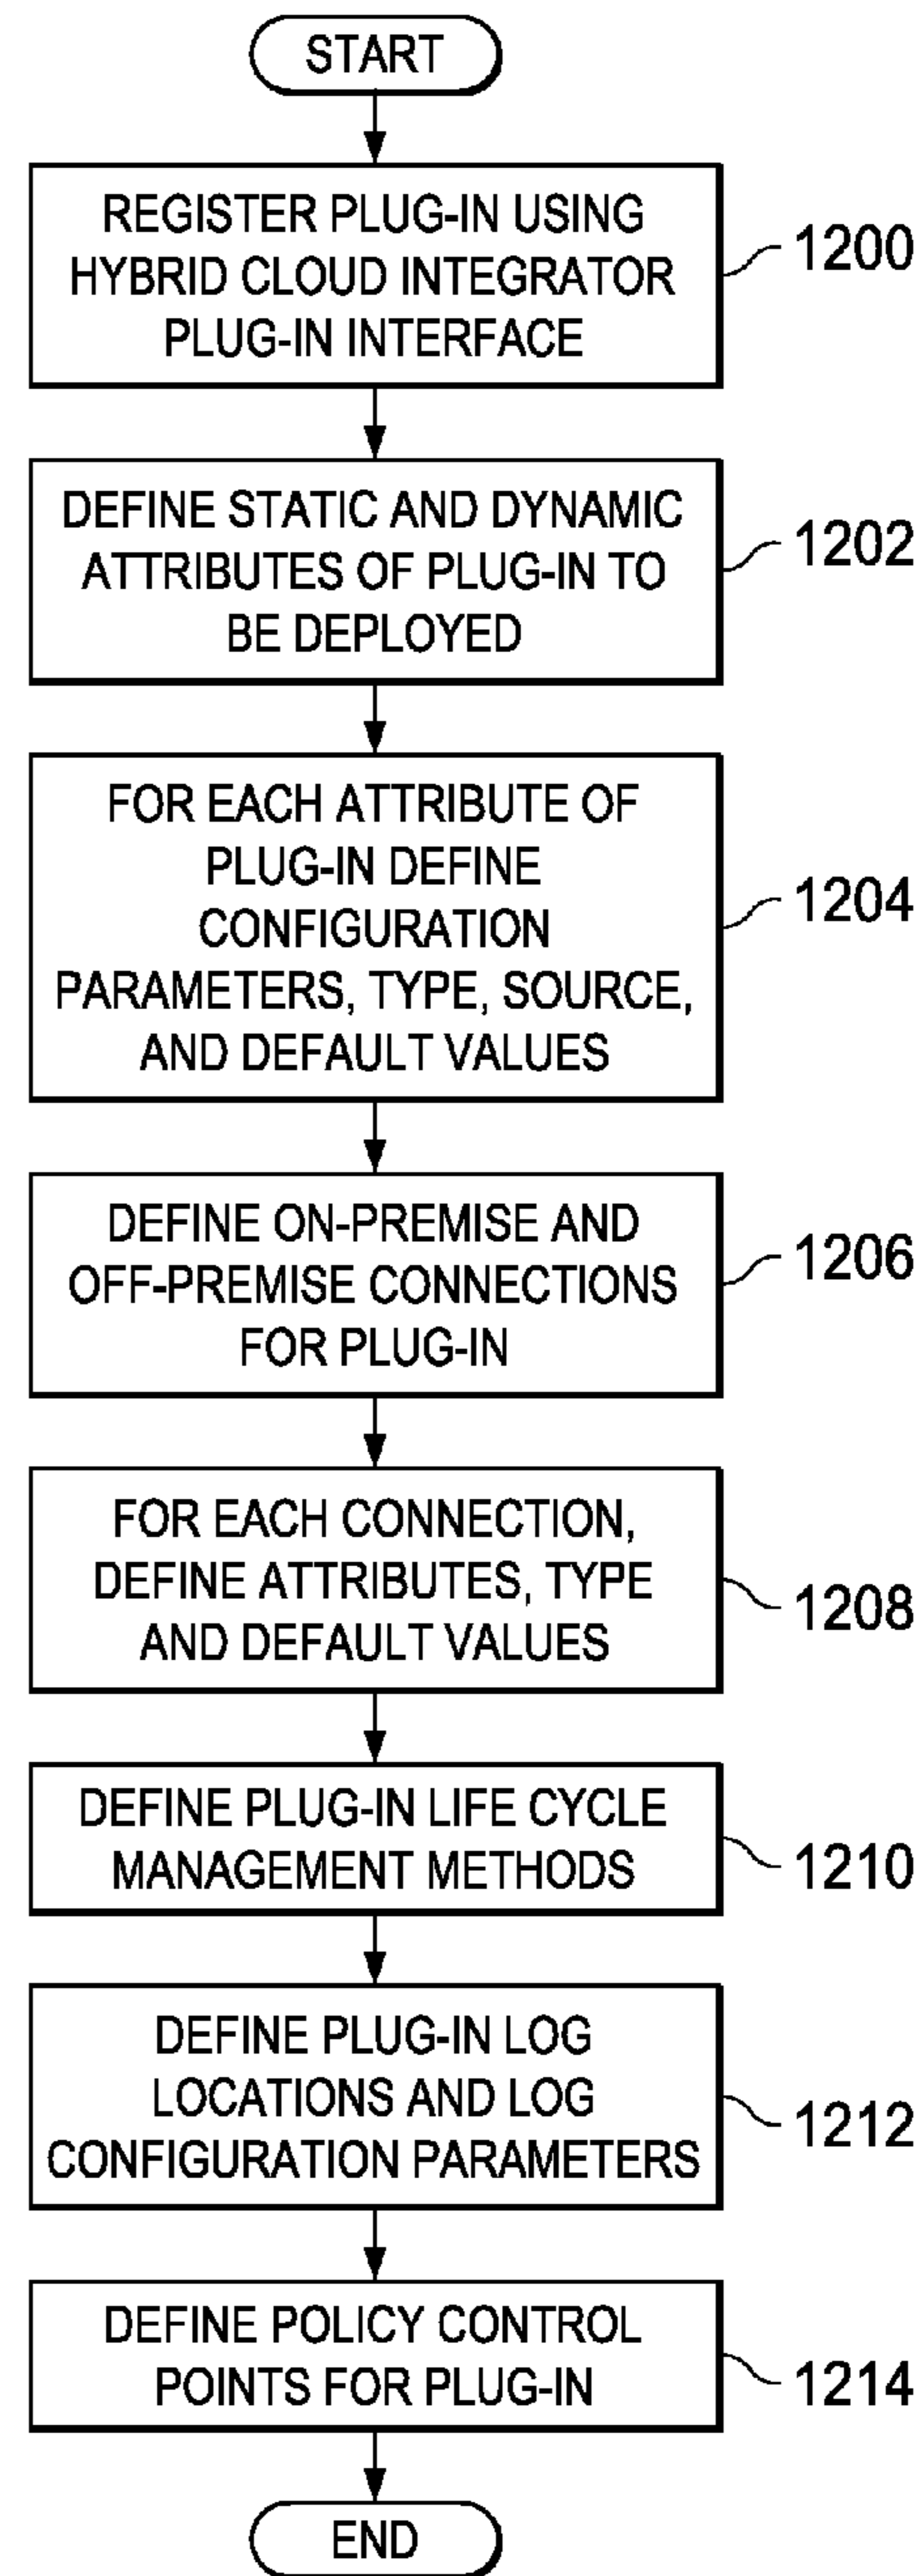 START
REGISTER PLUG-IN USING
HYBRID CLOUD INTEGRATOR
PLUG-IN INTERFACE
1200
DEFINE STATIC AND DYNAMIC
ATTRIBUTES OF PLUG-IN TO
BE DEPLOYED
1202
FOR EACH ATTRIBUTE OF
PLUG-IN DEFINE
CONFIGURATION
PARAMETERS, TYPE, SOURCE,
AND DEFAULT VALUES
1204
DEFINE ON-PREMISE AND
OFF-PREMISE CONNECTIONS
FOR PLUG-IN
1206
FOR EACH CONNECTION,
DEFINE ATTRIBUTES, TYPE
AND DEFAULT VALUES
1208
DEFINE PLUG-IN LIFE CYCLE
MANAGEMENT METHODS
1210
DEFINE PLUG-IN LOG
LOCATIONS AND LOG
CONFIGURATION PARAMETERS
1212
DEFINE POLICY CONTROL
POINTS FOR PLUG-IN
1214
END